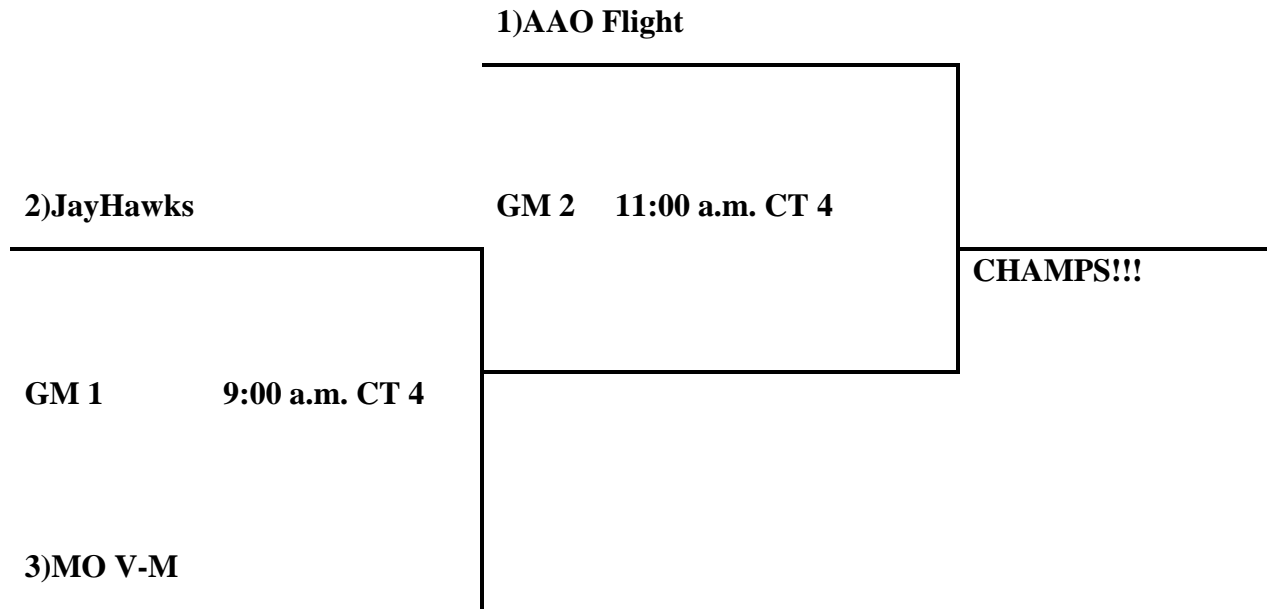 1)AAO Flight
2)JayHawks
GM 2 11:00 a.m. CT 4
CHAMPS!!!
GM 1 9:00 a.m. CT 4
3)MO V-M